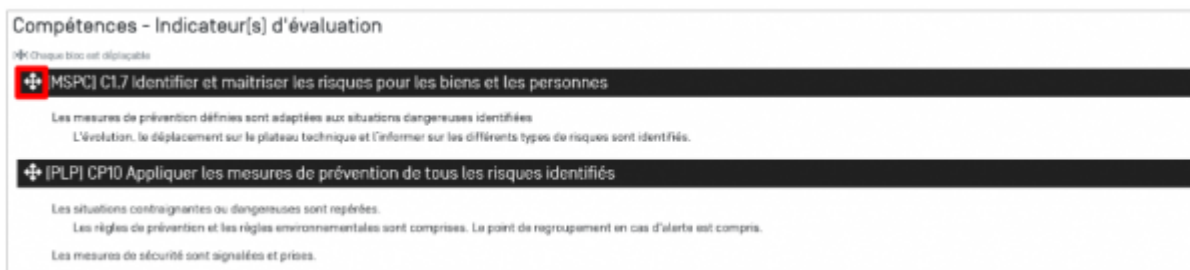 Compétences - Indicateur(s) d'évaluation
Chaque bloc est déplaçable
[MSPC] C1.7 Identifier et maitriser les risques pour les biens et les personnes
Les mesures de prévention définies sont adaptées aux situations dangereuses identifiées
L'évolution, le déplacement sur le plateau technique et l'informer sur les différents types de risques sont identifiés.
[PLP] CP10 Appliquer les mesures de prévention de tous les risques identifiés
Les situations contraignantes ou dangereuses sont repérées.
Les règles de prévention et les règles environnementales sont comprises. Le point de regroupement en cas d'alerte est compris.
Les mesures de sécurité sont signalées et prises.